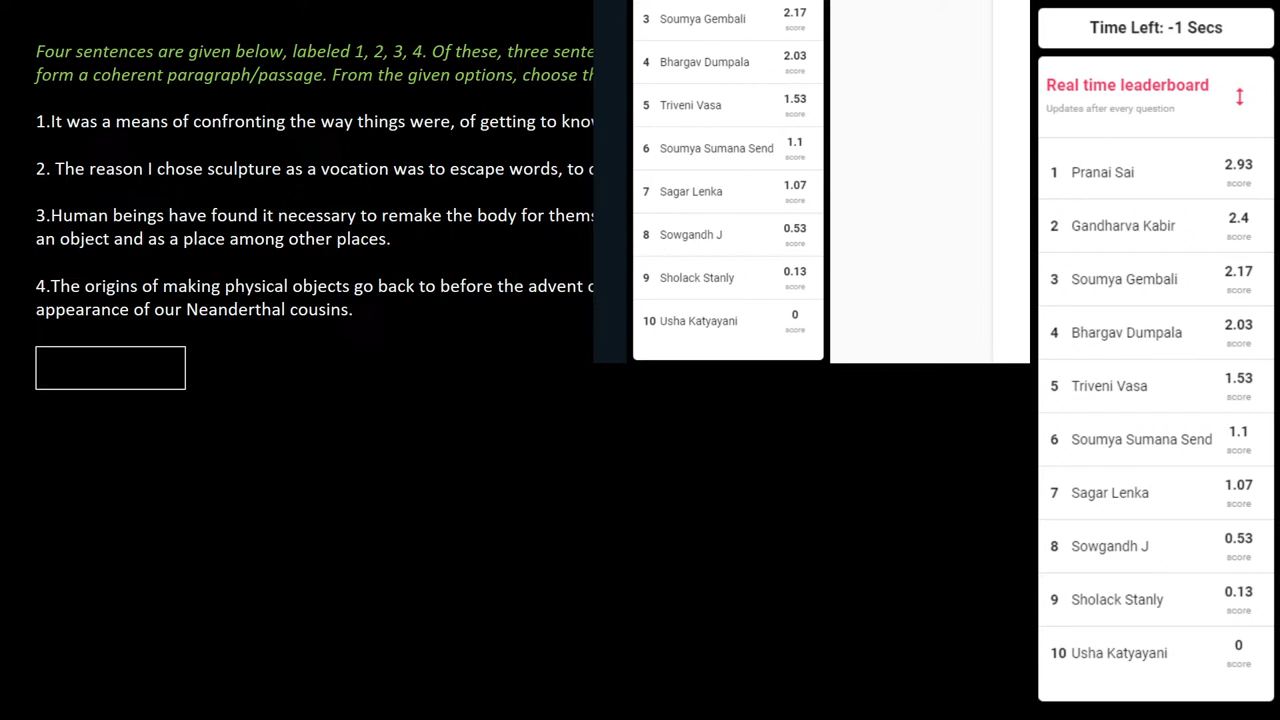 Four sentences are given below, labeled 1, 2, 3, 4. Of these, three
form a coherent paragraph/passage. From the given options, choose
1.It was a means of confronting the way things were, of getting to
2. The reason I chose sculpture as a vocation was to escape words, to
3.Human beings have found it necessary to remake the body for
an object and as a place among other places.
4.The origins of making physical objects go back to before the advent
appearance of our Neanderthal cousins.
3 Soumya Gembali 2.17
score
4 Bhargav Dumpala 2.03
score
5 Triveni Vasa 1.53
score
6 Soumya Sumana Send 1.1
score
7 Sagar Lenka 1.07
score
8 Sowgandh J 0.53
score
9 Sholack Stanly 0.13
score
10 Usha Katyayani 0
score
Time Left: -1 Secs
Real time leaderboard
Updates after every question
1 Pranai Sai 2.93
score
2 Gandharva Kabir 2.4
score
3 Soumya Gembali 2.17
score
4 Bhargav Dumpala 2.03
score
5 Triveni Vasa 1.53
score
6 Soumya Sumana Send 1.1
score
7 Sagar Lenka 1.07
score
8 Sowgandh J 0.53
score
9 Sholack Stanly 0.13
score
10 Usha Katyayani 0
score